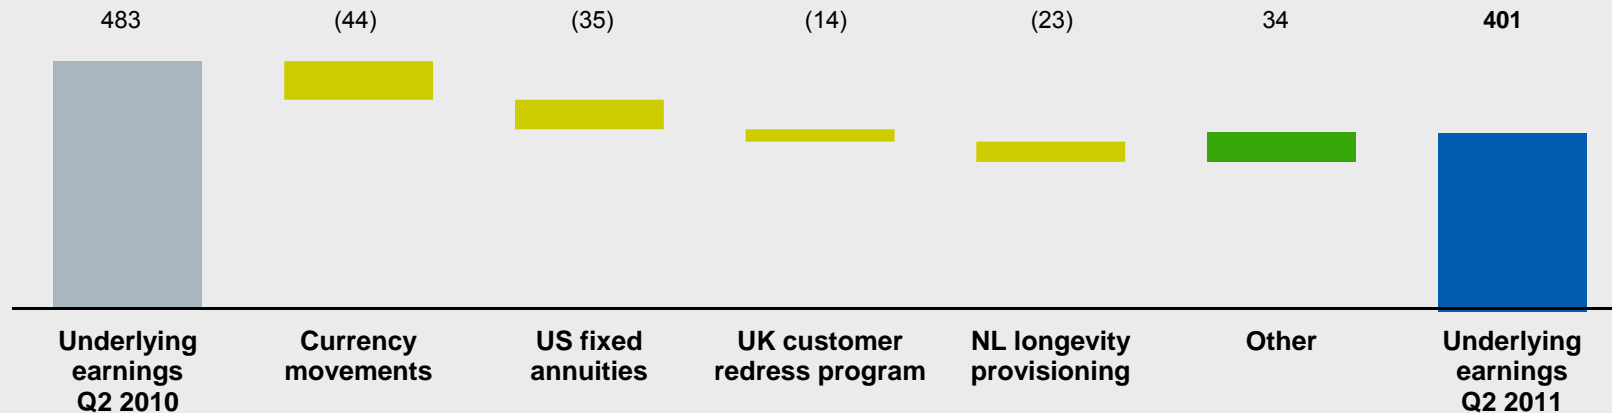 483 (44) (35) (14) (23) 34 401
Underlying
earnings
Q2 2010
Currency
movements
US fixed
annuities
UK customer
redress program
NL longevity
provisioning
Other
Underlying
earnings
Q2 2011